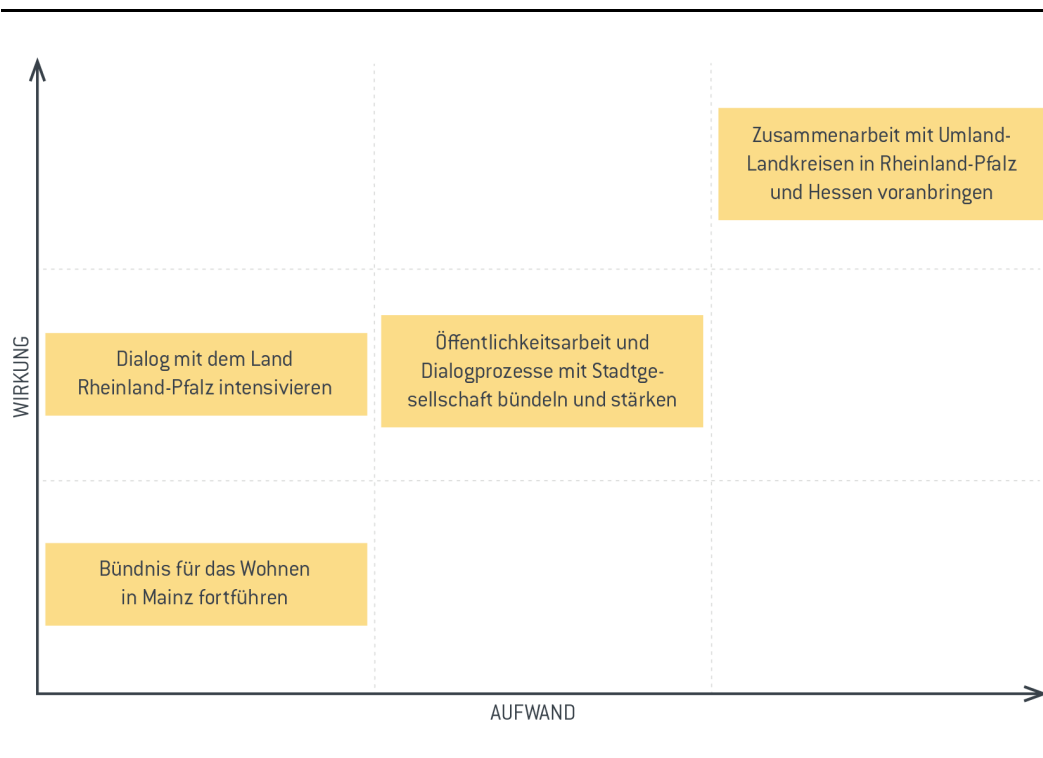 Zusammenarbeit mit Umland-
Landkreisen in Rheinland-Pfalz
und Hessen voranbringen
WIRKUNG
Dialog mit dem Land
Rheinland-Pfalz intensivieren
Öffentlichkeitsarbeit und
Dialogprozesse mit Stadtge-
sellschaft bündeln und stärken
Bündnis für das Wohnen
in Mainz fortführen
AUFWAND